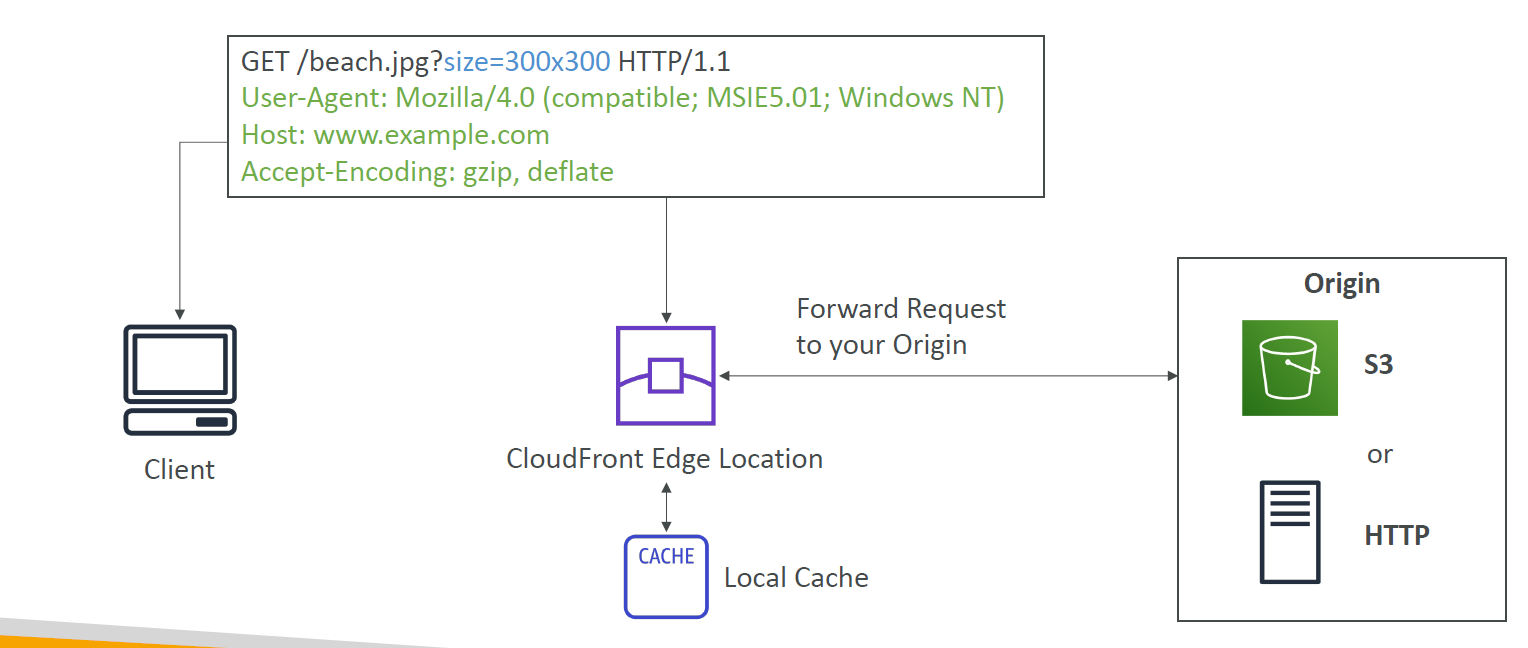 GET /beach.jpg?size=300x300 HTTP/1.1
User-Agent: Mozilla/4.0 (compatible; MSIE5.01; Windows NT)
Host: www.example.com
Accept-Encoding: gzip, deflate
Client
CloudFront Edge Location
CACHE
Local Cache
Forward Request
to your Origin
Origin
S3
or
HTTP